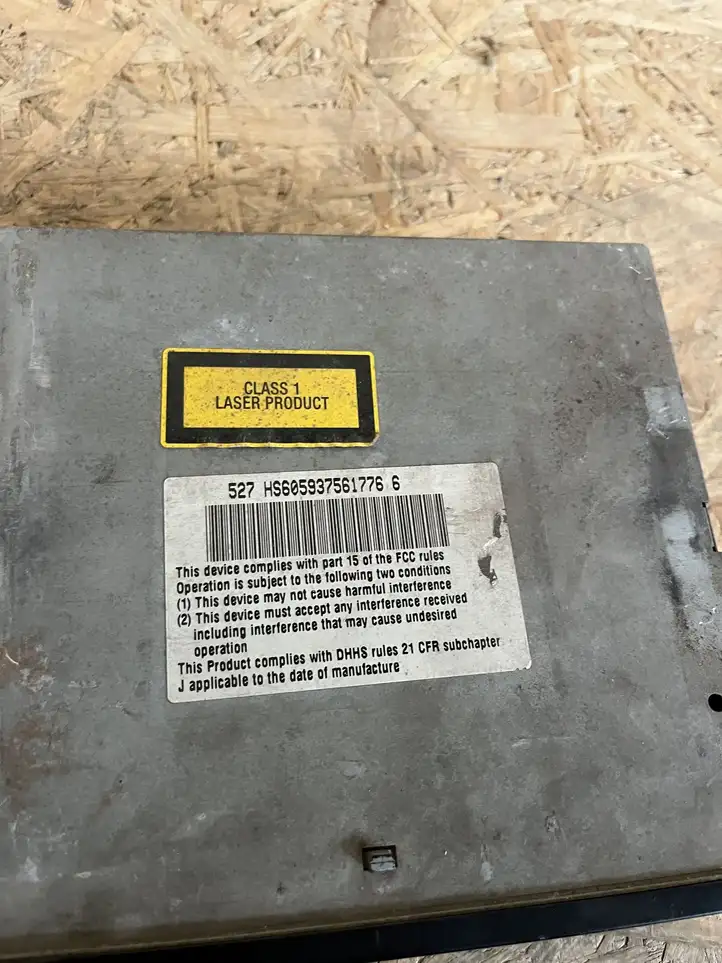 CLASS 1
LASER PRODUCT
527 HS605937561776 6
This device complies with part 15 of the FCC rules
Operation is subject to the following two conditions
(1) This device may not cause harmful interference
(2) This device must accept any interference received
including interference that may cause undesired
operation
This Product complies with DHHS rules 21 CFR subchapter
J applicable to the date of manufacture